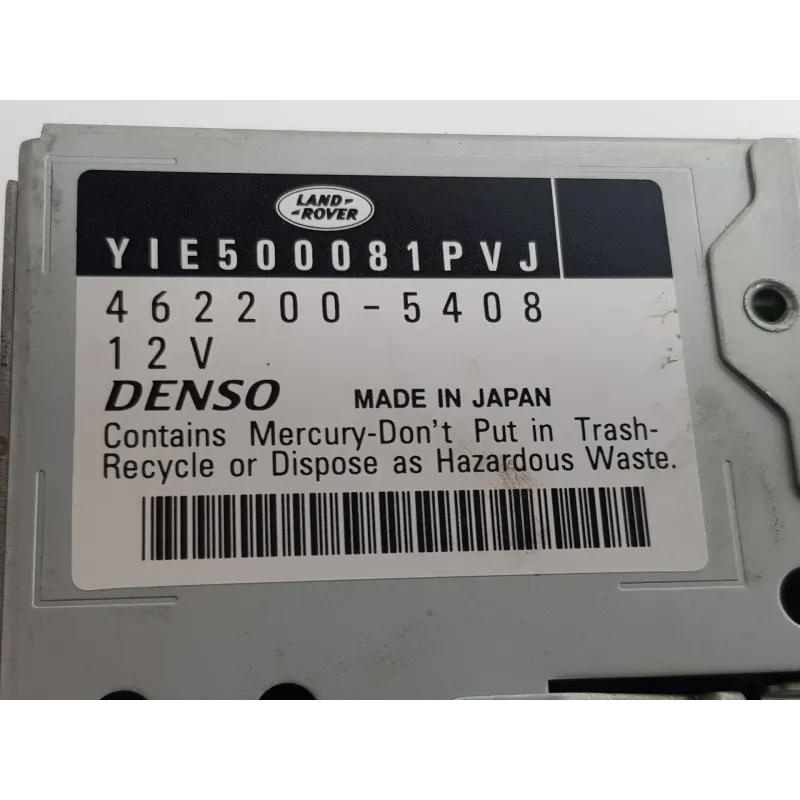 LAND-
-ROVER
YIE500081PVJ
462200-5408
12V
DENSO MADE IN JAPAN
Contains Mercury-Don't Put in Trash-
Recycle or Dispose as Hazardous Waste.